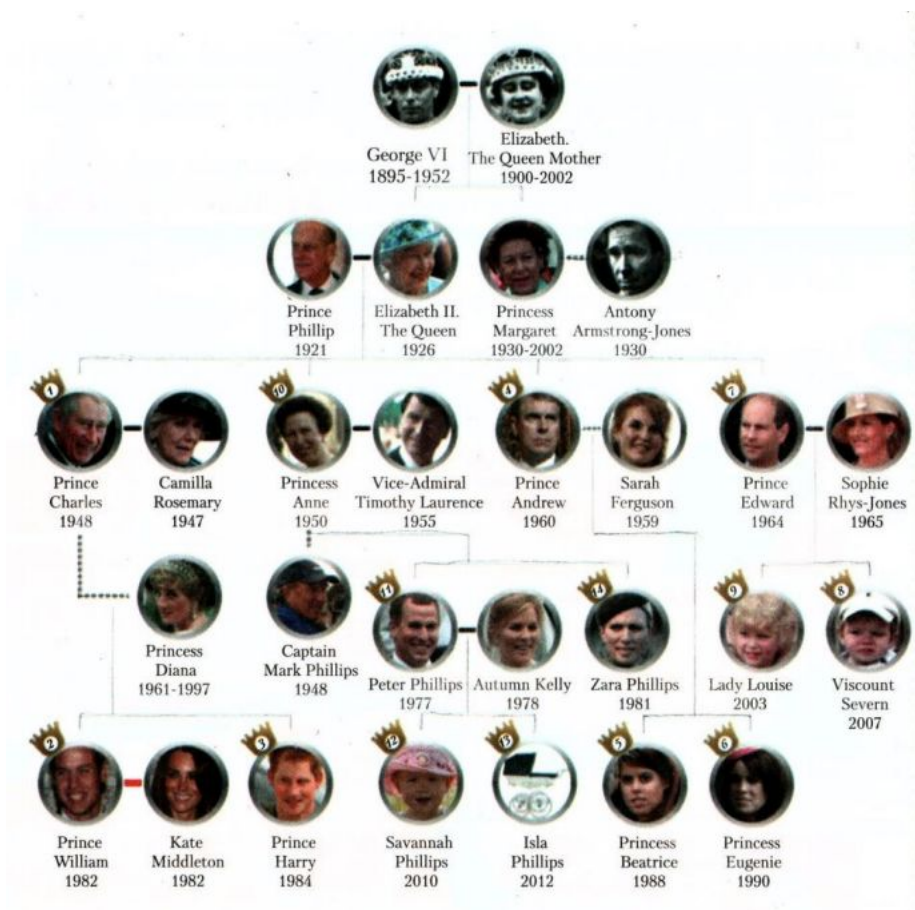 George VI
1895-1952
Elizabeth.
The Queen Mother
1900-2002
Prince
Phillip
1921
Elizabeth II.
The Queen
1926
Princess
Margaret
1930-2002
Antony
Armstrong-Jones
1930
1
Prince
Charles
1948
Camilla
Rosemary
1947
10
Princess
Anne
1950
Vice-Admiral
Timothy Laurence
1955
4
Prince
Andrew
1960
Sarah
Ferguson
1959
7
Prince
Edward
1964
Sophie
Rhys-Jones
1965
Princess
Diana
1961-1997
Captain
Mark Phillips
1948
11
Peter Phillips
1977
Autumn Kelly
1978
14
Zara Phillips
1981
9
Lady Louise
2003
8
Viscount
Severn
2007
2
Prince
William
1982
Kate
Middleton
1982
3
Prince
Harry
1984
12
Savannah
Phillips
2010
13
Isla
Phillips
2012
5
Princess
Beatrice
1988
6
Princess
Eugenie
1990